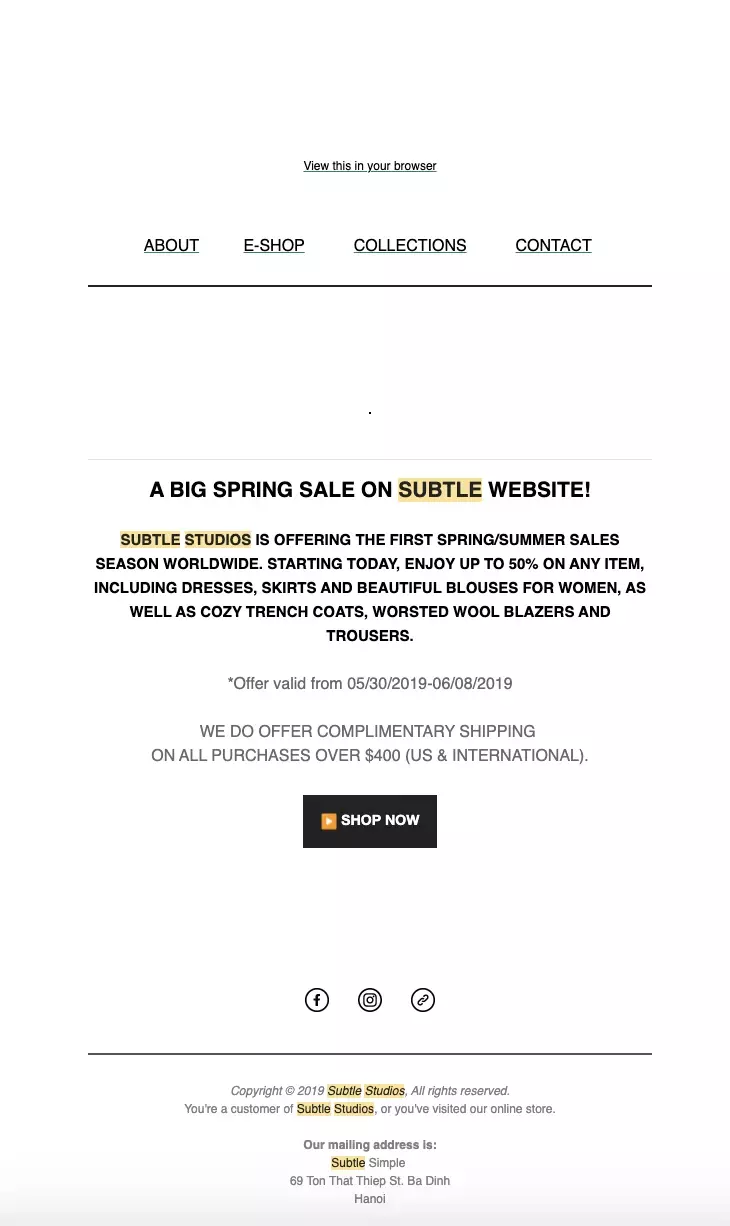 View this in your browser
ABOUT E-SHOP COLLECTIONS CONTACT
.
A BIG SPRING SALE ON SUBTLE WEBSITE!
SUBTLE STUDIOS IS OFFERING THE FIRST SPRING/SUMMER SALES
SEASON WORLDWIDE. STARTING TODAY, ENJOY UP TO 50% ON ANY ITEM,
INCLUDING DRESSES, SKIRTS AND BEAUTIFUL BLOUSES FOR WOMEN, AS
WELL AS COZY TRENCH COATS, WORSTED WOOL BLAZERS AND
TROUSERS.
*Offer valid from 05/30/2019-06/08/2019
WE DO OFFER COMPLIMENTARY SHIPPING
ON ALL PURCHASES OVER $400 (US & INTERNATIONAL).
▶️ SHOP NOW
Copyright © 2019 Subtle Studios, All rights reserved.
You're a customer of Subtle Studios, or you've visited our online store.
Our mailing address is:
Subtle Simple
69 Ton That Thiep St. Ba Dinh
Hanoi